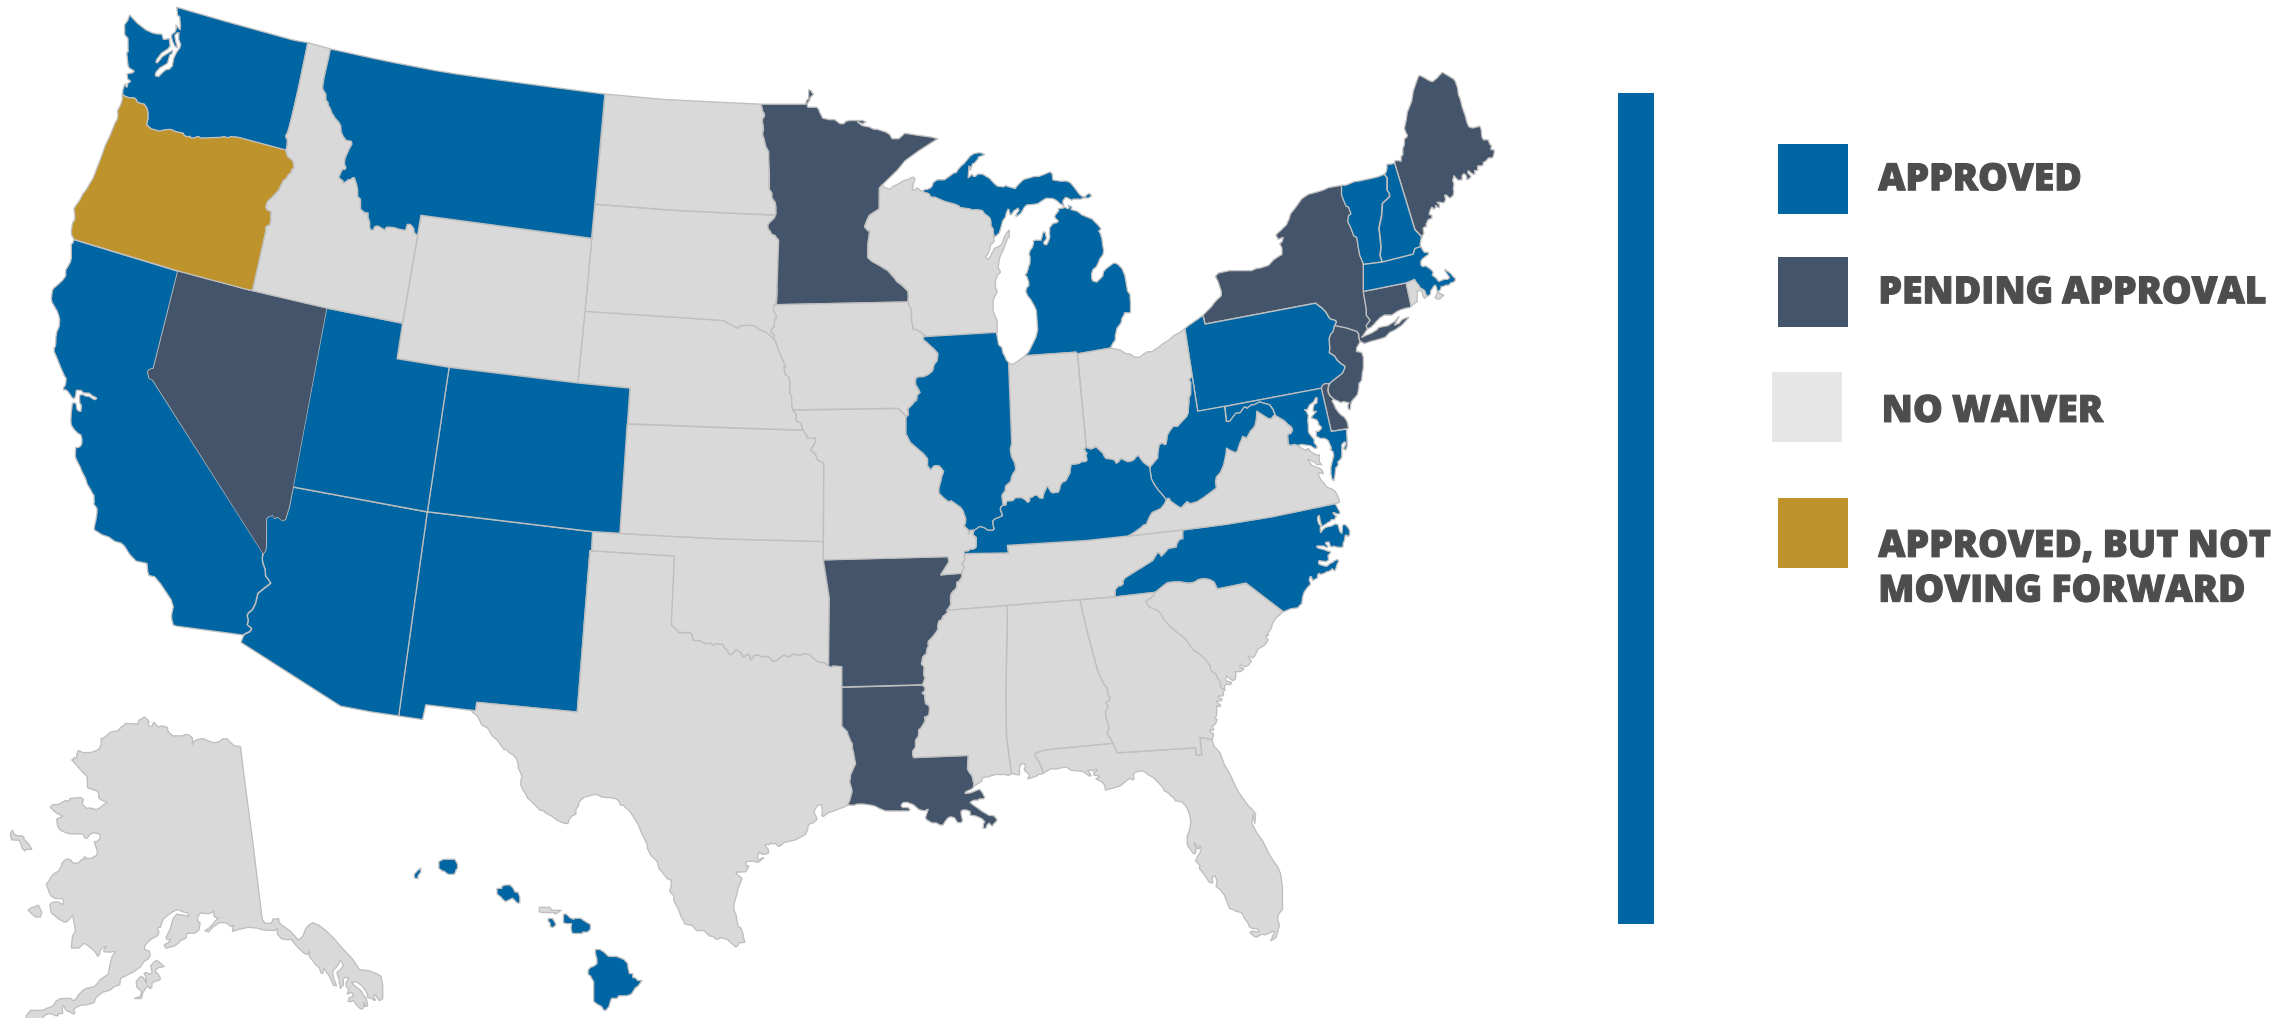 APPROVED
PENDING APPROVAL
NO WAIVER
APPROVED, BUT NOT
MOVING FORWARD